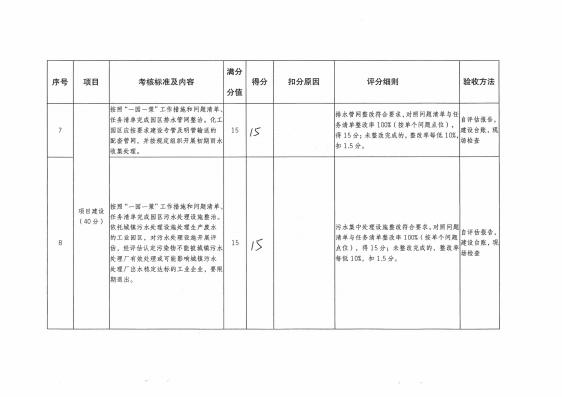 序号 项目 考核标准及内容 满分分值 得分 扣分原因 评分细则 验收方法
7
项目建设
(40分)
按照“一园一策”工作措施和问题清单、
任务清单完成园区排水管网整治。化工
园区应按要求建设专管及明管输送的
配套管网，并按规定组织开展初期雨水
收集处理。
15
15
排水管网整改符合要求，对照问题清单与任
务清单整改率100%（按单个问题点位），
得15分；未整改完成的，整改率每低10%，
扣1.5分。
自评估报告，
建设台账，现
场检查
8
按照“一园一策”工作措施和问题清单、
任务清单完成园区污水处理设施整治。
依托城镇污水处理设施处理生产废水
的工业园区，对污水处理设施开展评
估，经评估认定污染物不能被城镇污水
处理厂有效处理或可能影响城镇污水
处理厂出水稳定达标的工业企业，要限
期退出。
15
15
污水集中处理设施整改符合要求，对照问题
清单与任务清单整改率100%（按单个问题
点位），得15分；未整改完成的，整改率
每低10%，扣1.5分。
自评估报告，
建设台账，现
场检查